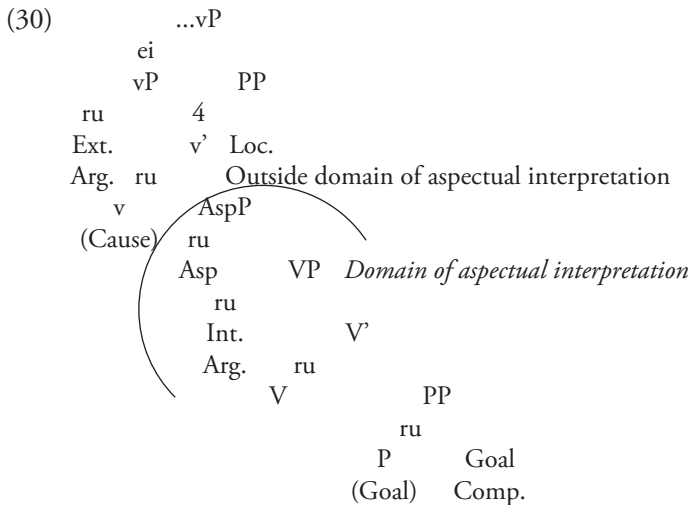 (30) ...vP
ei
vP PP
ru 4
Ext. v’ Loc.
Arg. ru Outside domain of aspectual interpretation
v AspP
(Cause) ru
Asp VP Domain of aspectual interpretation
ru
Int. V’
Arg. ru
V PP
ru
P Goal
(Goal) Comp.